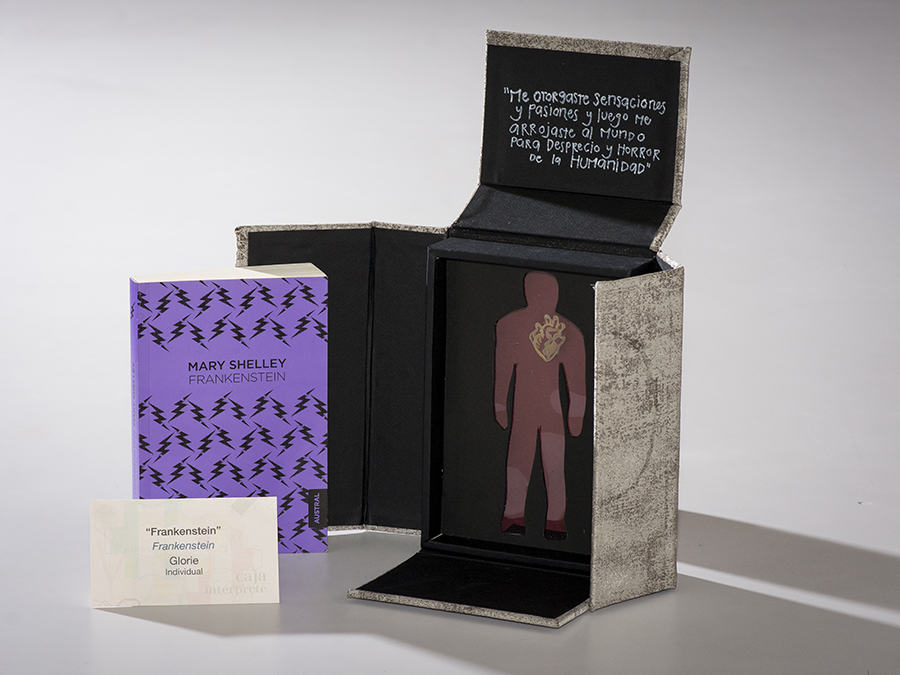 "Me otorgaste sensaciones
y pasiones y luego me
arrojaste al mundo
para desprecio y horror
de la humanidad"
MARY SHELLEY
FRANKENSTEIN
AUSTRAL
"Frankenstein"
Frankenstein
Glorie
Individual
caja
intérprete